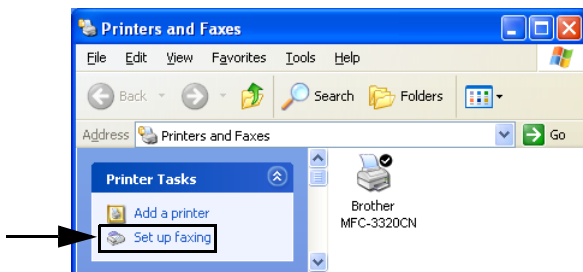 Printers and Faxes
File Edit View Favorites Tools Help
Back Search Folders
Address Printers and Faxes Go
Printer Tasks
Add a printer
Set up faxing
Brother
MFC-3320CN